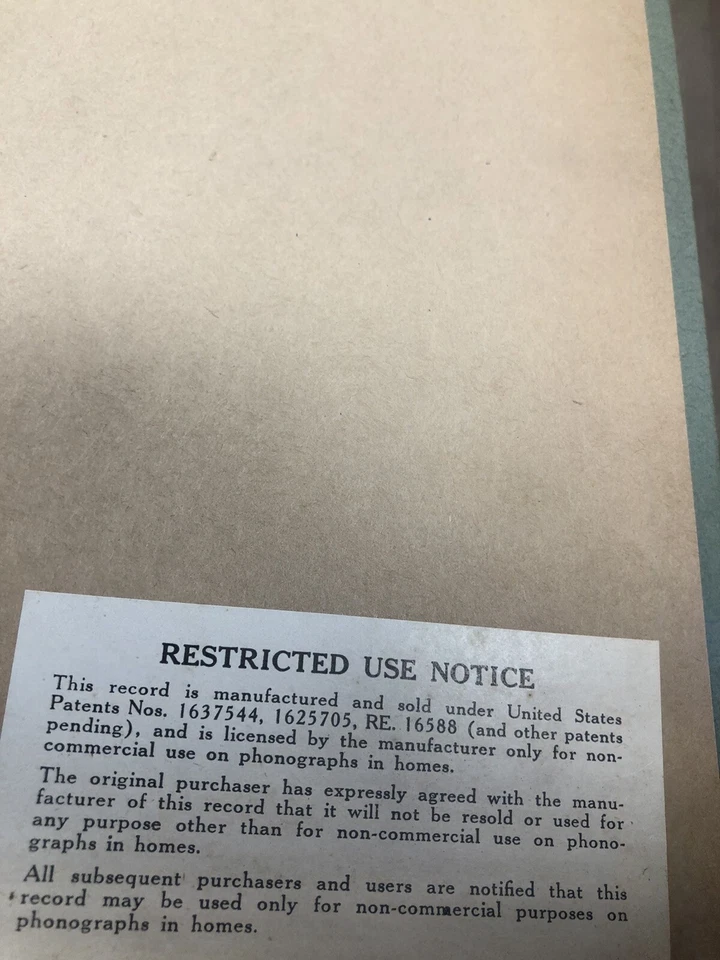 RESTRICTED USE NOTICE
This record is manufactured and sold under United States
Patents Nos. 1637544, 1625705, RE. 16588 (and other patents
pending), and is licensed by the manufacturer only for non-
commercial use on phonographs in homes.
The original purchaser has expressly agreed with the manu-
facturer of this record that it will not be resold or used for
any purpose other than for non-commercial use on phono-
graphs in homes.
All subsequent purchasers and users are notified that this
record may be used only for non-commercial purposes on
phonographs in homes.